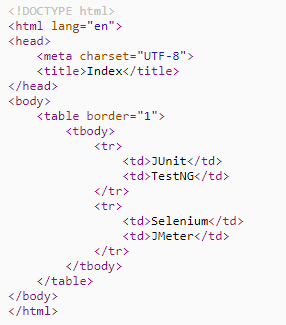 <!DOCTYPE html>
<html lang="en">
<head>
    <meta charset="UTF-8">
    <title>Index</title>
</head>
<body>
    <table border="1">
        <tbody>
            <tr>
                <td>JUnit</td>
                <td>TestNG</td>
            </tr>
            <tr>
                <td>Selenium</td>
                <td>JMeter</td>
            </tr>
        </tbody>
    </table>
</body>
</html>